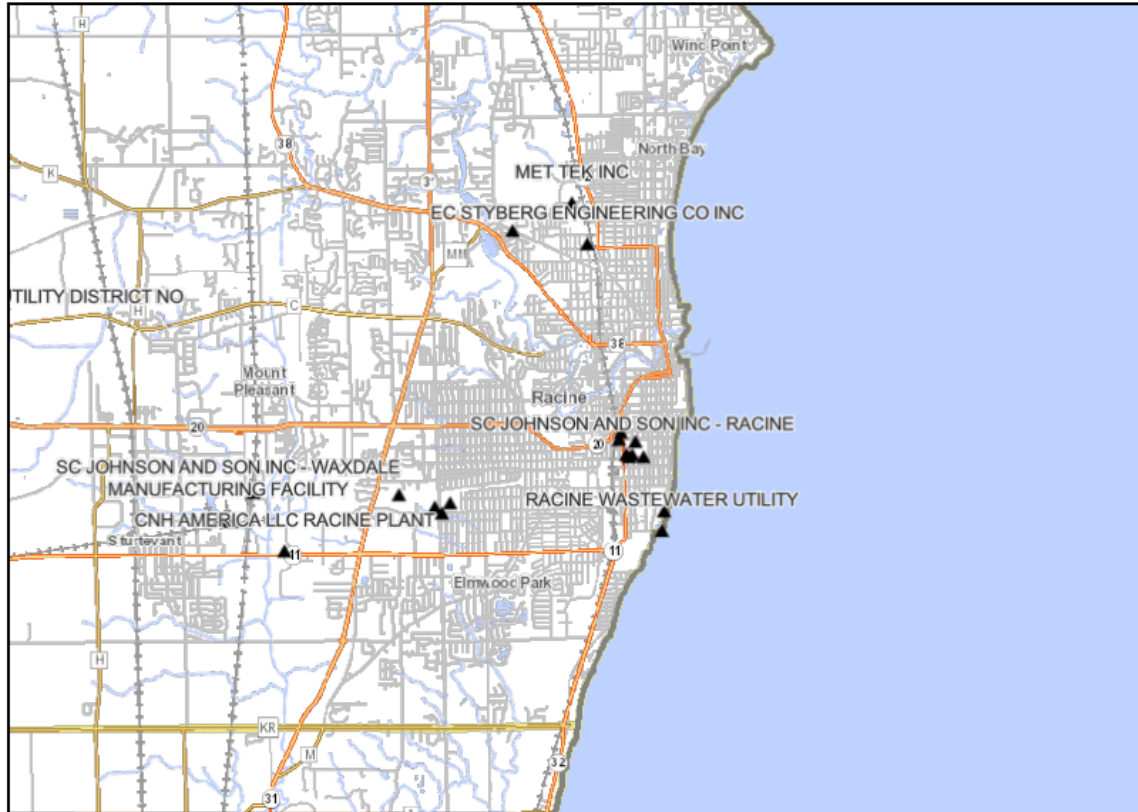 H
Wind Point
38
North Bay
K
MET TEK INC
31
EC STYBERG ENGINEERING CO INC
MM
UTILITY DISTRICT NO
H
C
38
Mount
Pleasant
Racine
20
SC JOHNSON AND SON INC - RACINE
20
SC JOHNSON AND SON INC - WAXDALE
MANUFACTURING FACILITY
RACINE WASTEWATER UTILITY
CNH AMERICA LLC RACINE PLANT
Sturtevant
11
11
Elmwood Park
H
KR
M
32
31